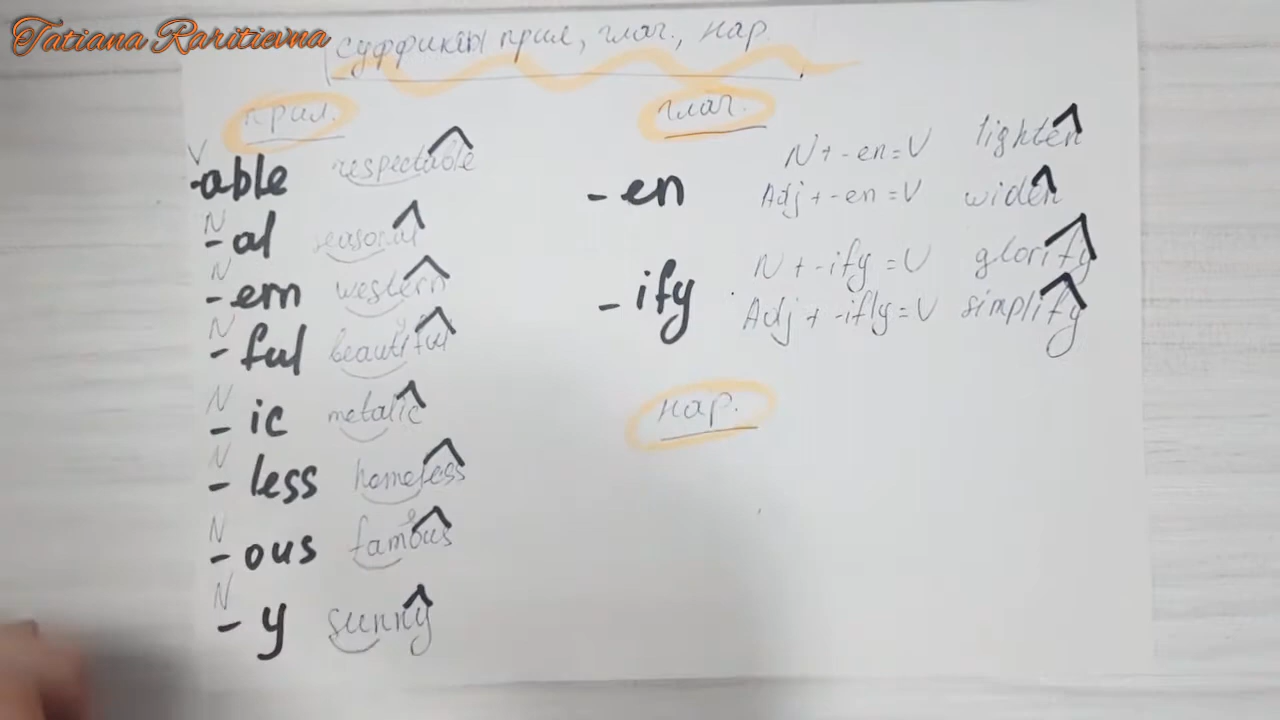 Tatiana Raritievna
суффиксы прил, глаг., нар.
прил.
V
-able respectable
N
-al seasonal
N
-ern western
N
-ful beautiful
N
- ic metalic
N
- less homeless
N
- ous famous
N
- y sunny
глаг.
N + -en = V lighten
- en
Adj + -en = V widen
N + -ify = V glorify
- ify
Adj + -ifly = V simplify
нар.